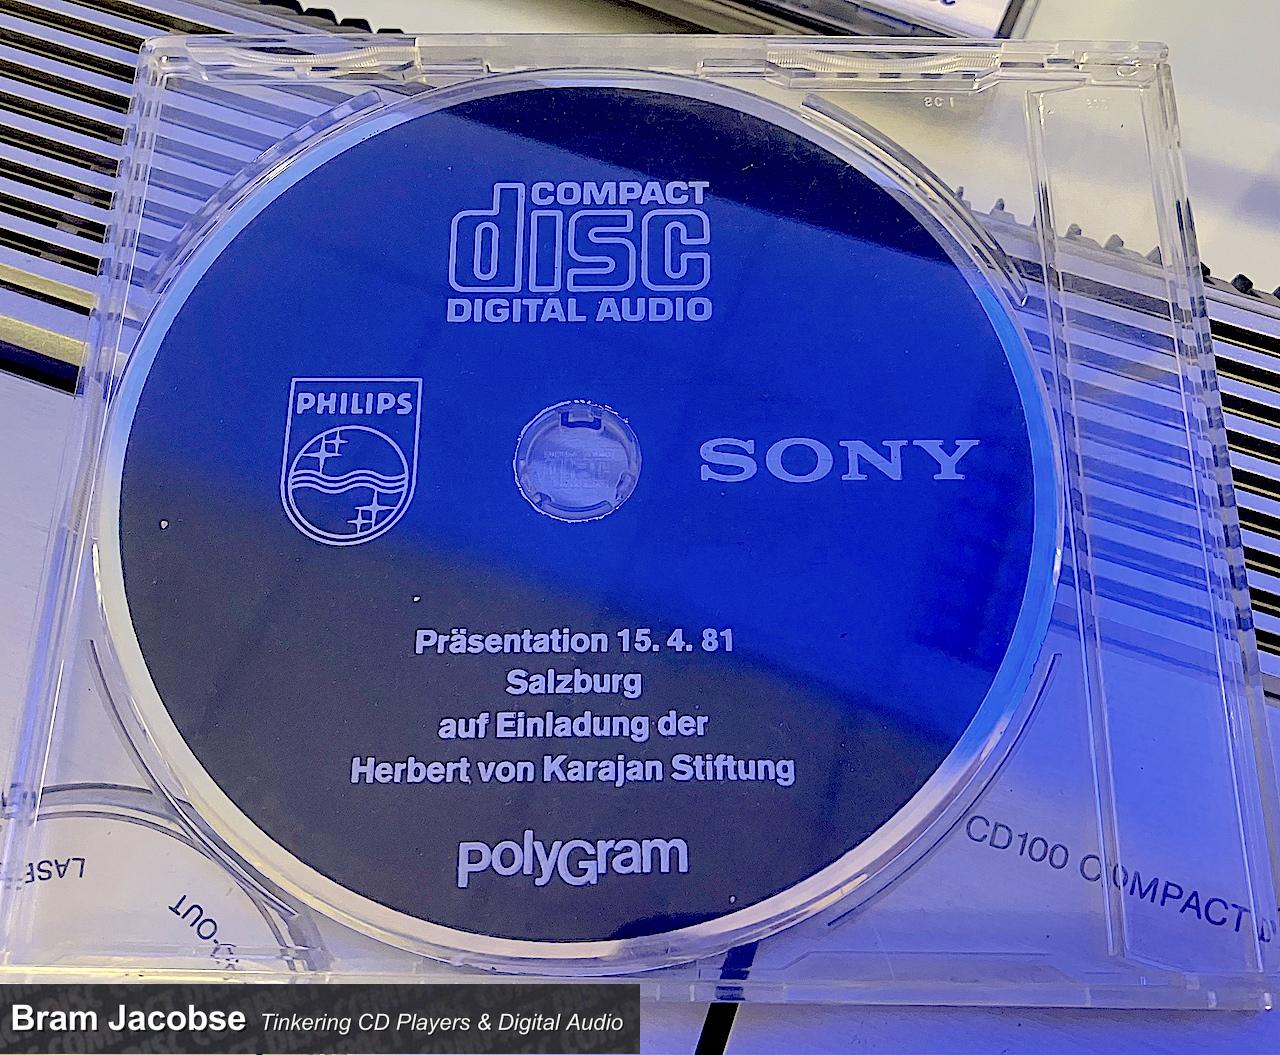 COMPACT
disc
DIGITAL AUDIO
PHILIPS
SONY
Präsentation 15. 4. 81
Salzburg
auf Einladung der
Herbert von Karajan Stiftung
polyGram
CD100 COMPACT
Bram Jacobse Tinkering CD Players & Digital Audio